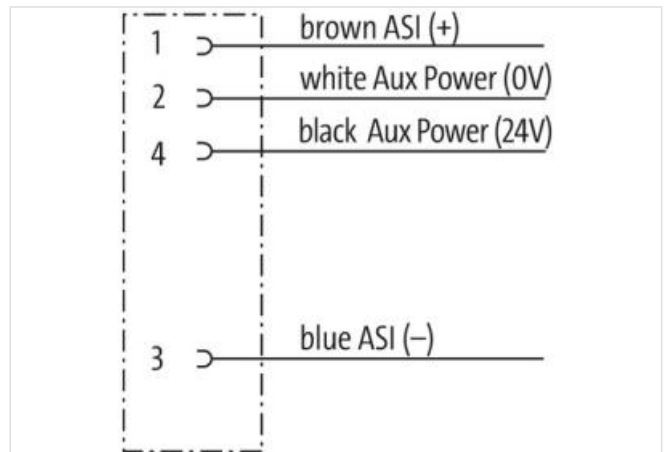 1 brown ASI (+)
2 white Aux Power (0V)
4 black Aux Power (24V)
3 blue ASI (–)